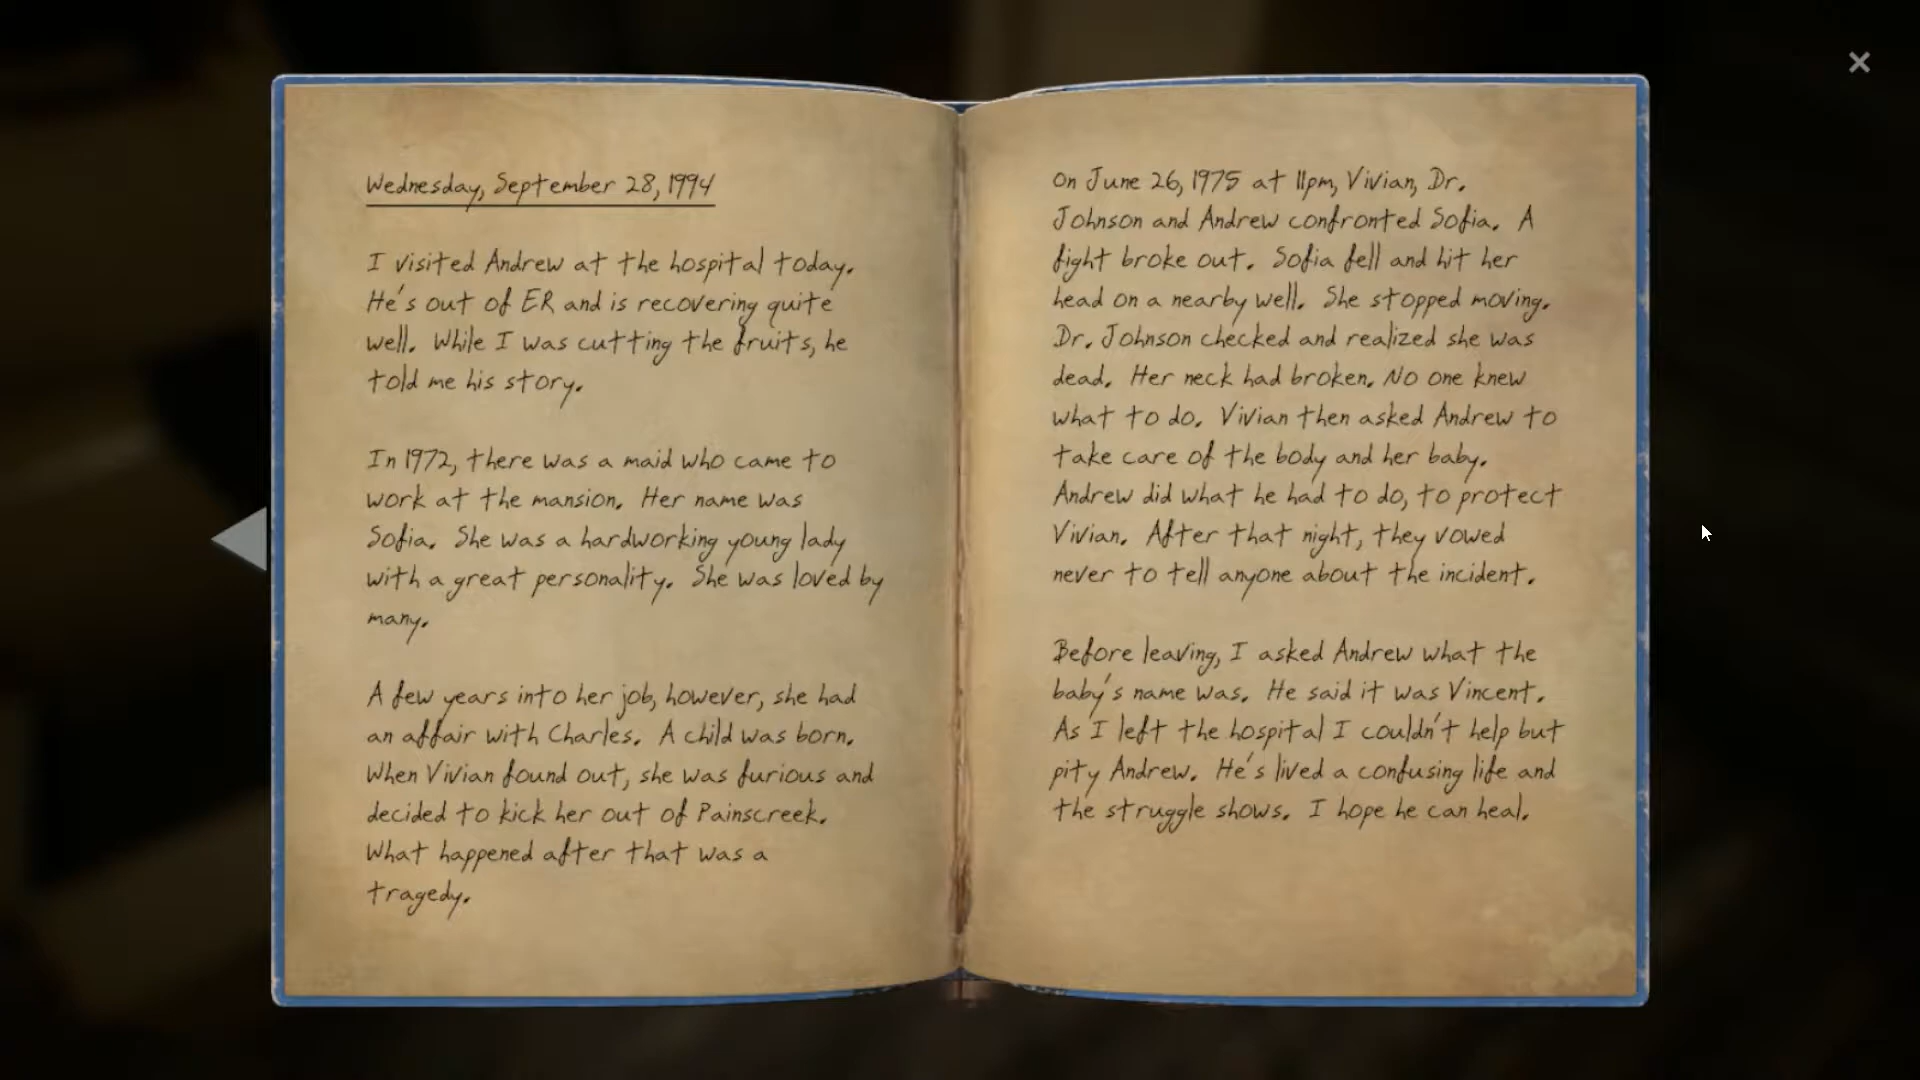 Wednesday, September 28, 1994
I visited Andrew at the hospital today.
He's out of ER and is recovering quite
well. While I was cutting the fruits, he
told me his story.
In 1972, there was a maid who came to
work at the mansion. Her name was
Sofia. She was a hardworking young lady
with a great personality. She was loved by
many.
A few years into her job, however, she had
an affair with Charles. A child was born.
When Vivian found out, she was furious and
decided to kick her out of Painscreek.
What happened after that was a
tragedy.
On June 26, 1975 at 11pm, Vivian, Dr.
Johnson and Andrew confronted Sofia. A
fight broke out. Sofia fell and hit her
head on a nearby well. She stopped moving.
Dr. Johnson checked and realized she was
dead. Her neck had broken. No one knew
what to do. Vivian then asked Andrew to
take care of the body and her baby.
Andrew did what he had to do, to protect
Vivian. After that night, they vowed
never to tell anyone about the incident.
Before leaving, I asked Andrew what the
baby's name was. He said it was Vincent.
As I left the hospital I couldn't help but
pity Andrew. He's lived a confusing life and
the struggle shows. I hope he can heal.